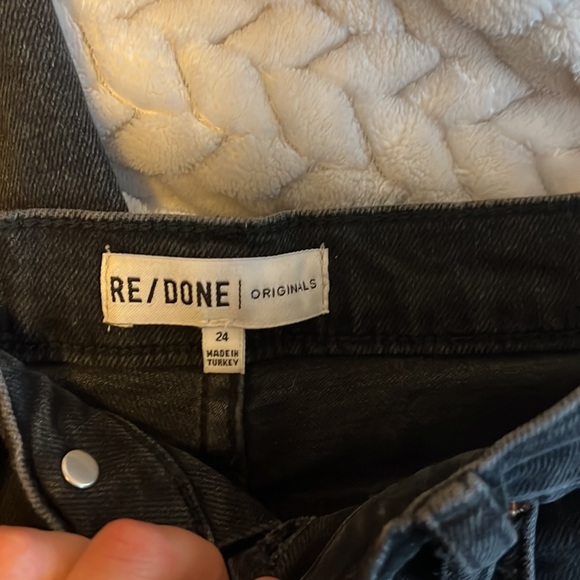 RE/DONE | ORIGINALS
24
MADE IN
TURKEY